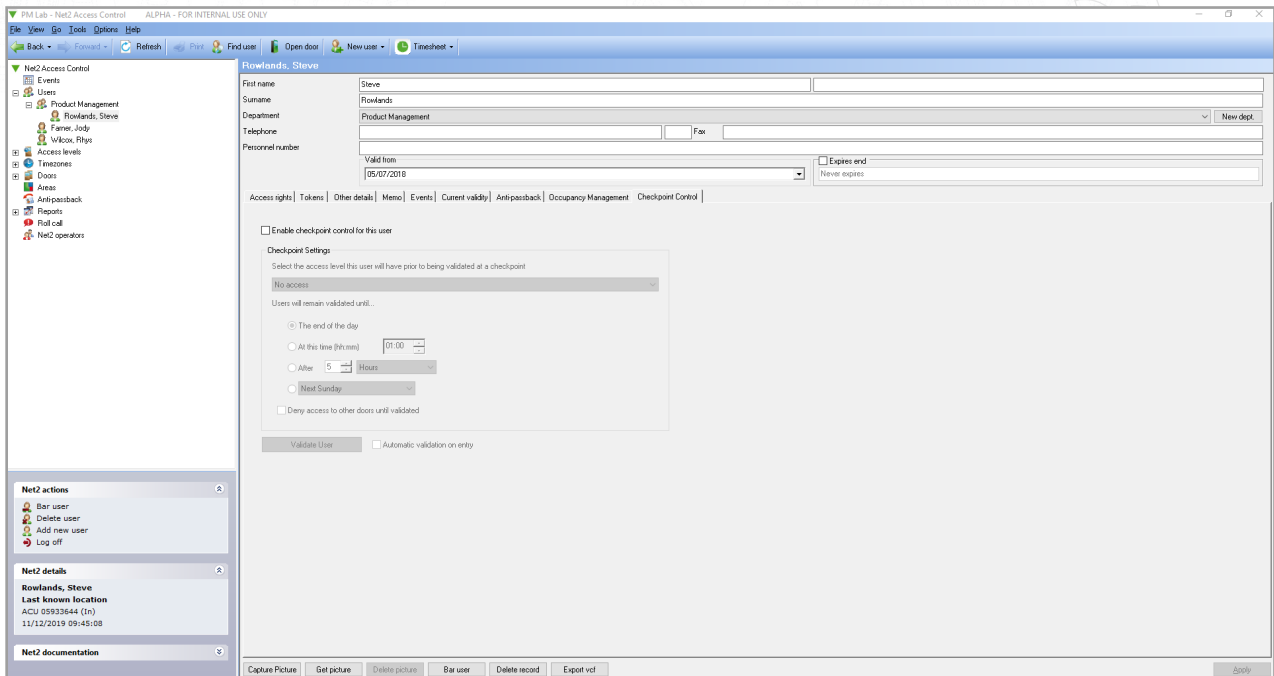 PM Lab - Net2 Access Control ALPHA - FOR INTERNAL USE ONLY
File View Go Tools Options Help
Back Forward Refresh Print Find user Open door New user Timesheet
Net2 Access Control
Events
Users
Product Management
Rowlands, Steve
Farner, Jody
Wilcox, Rhys
Access levels
Timezones
Doors
Areas
Anti-passback
Reports
Roll call
Net2 operators
Net2 actions
Bar user
Delete user
Add new user
Log off
Net2 details
Rowlands, Steve
Last known location
ACU 05933644 (In)
11/12/2019 09:45:08
Net2 documentation
Rowlands, Steve
First name Steve
Surname Rowlands
Department Product Management New dept.
Telephone Fax
Personnel number
Valid from Expires end
05/07/2018 Never expires
Access rights Tokens Other details Memo Events Current validity Anti-passback Occupancy Management Checkpoint Control
Enable checkpoint control for this user
Checkpoint Settings
Select the access level this user will have prior to being validated at a checkpoint
No access
Users will remain validated until...
The end of the day
At this time (hh:mm) 01:00
After 5 Hours
Next Sunday
Deny access to other doors until validated
Validate User Automatic validation on entry
Capture Picture Get picture Delete picture Bar user Delete record Export vcf Apply